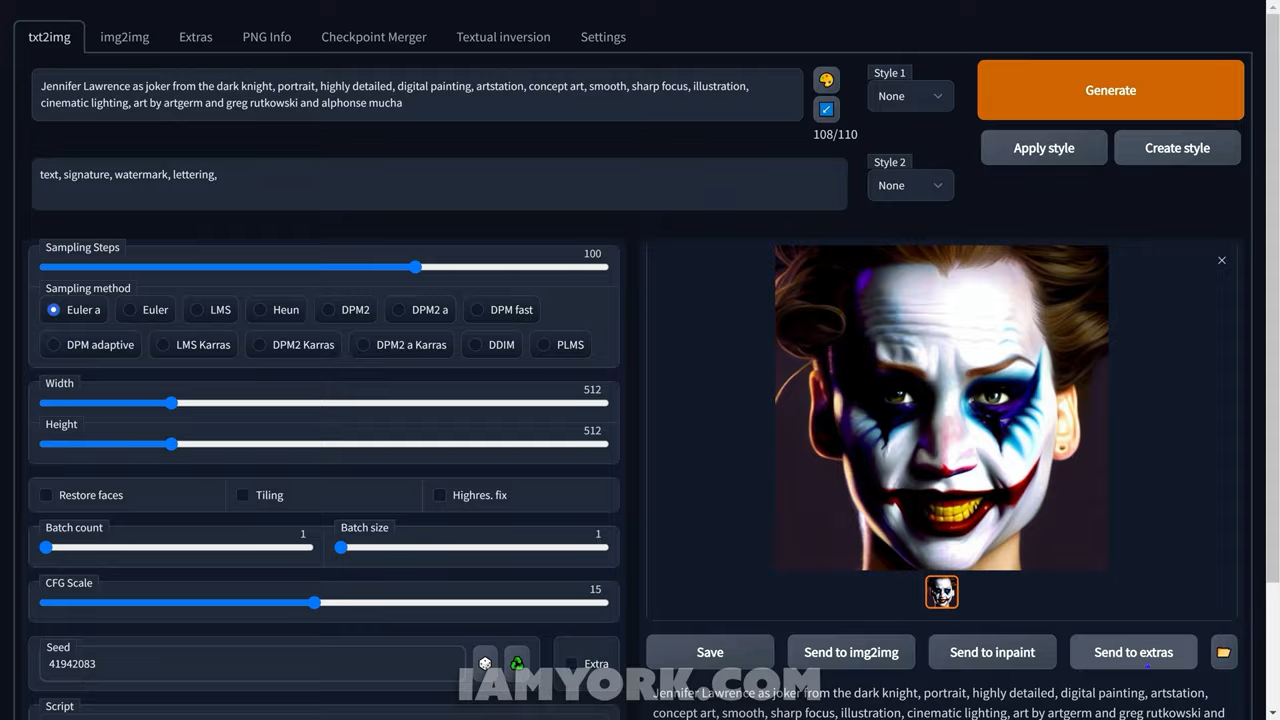 txt2img img2img Extras PNG Info Checkpoint Merger Textual inversion Settings
Jennifer Lawrence as joker from the dark knight, portrait, highly detailed, digital painting, artstation, concept art, smooth, sharp focus, illustration,
cinematic lighting, art by artgerm and greg rutkowski and alphonse mucha
108/110
Style 1
None
Generate
Apply style Create style
text, signature, watermark, lettering,
Style 2
None
Sampling Steps
100
Sampling method
Euler a Euler LMS Heun DPM2 DPM2 a DPM fast
DPM adaptive LMS Karras DPM2 Karras DPM2 a Karras DDIM PLMS
Width
512
Height
512
Restore faces Tiling Highres. fix
Batch count
1
Batch size
1
CFG Scale
15
Seed
41942083
Extra
Script
Save Send to img2img Send to inpaint Send to extras
IAMYORK.COM
Jennifer Lawrence as joker from the dark knight, portrait, highly detailed, digital painting, artstation,
concept art, smooth, sharp focus, illustration, cinematic lighting, art by artgerm and greg rutkowski and